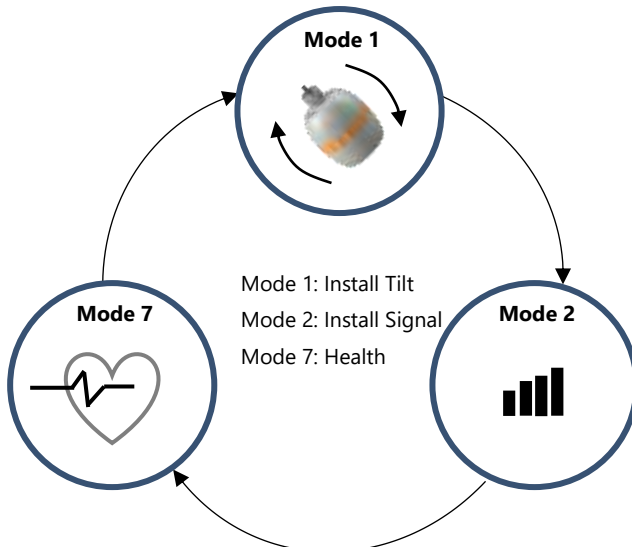 Mode 1
Mode 1: Install Tilt
Mode 2: Install Signal
Mode 7: Health
Mode 7
Mode 2